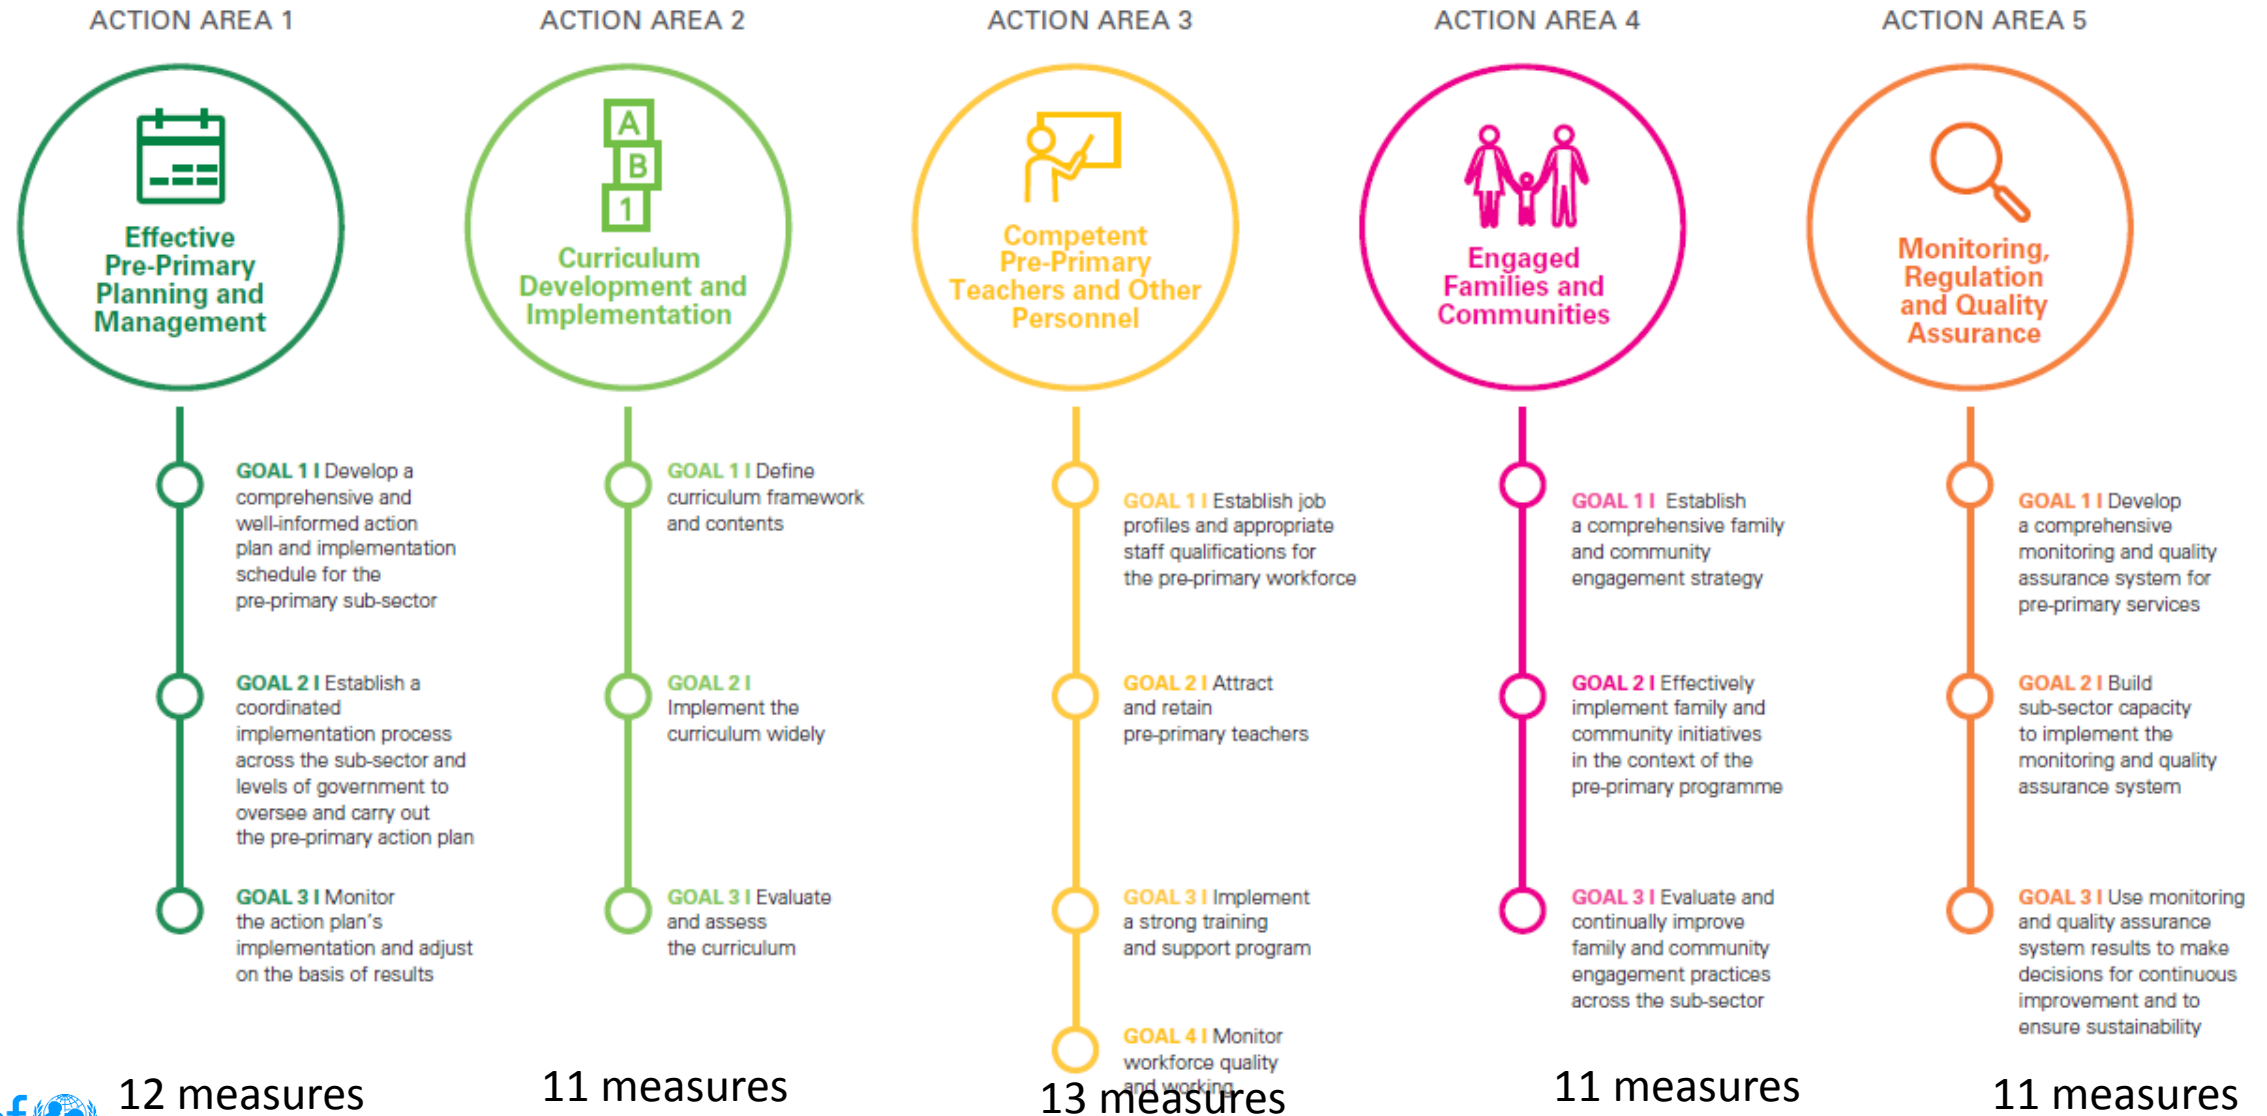 ACTION AREA 1
Effective
Pre-Primary
Planning and
Management
GOAL 1 I Develop a
comprehensive and
well-informed action
plan and implementation
schedule for the
pre-primary sub-sector
GOAL 2 I Establish a
coordinated
implementation process
across the sub-sector and
levels of government to
oversee and carry out
the pre-primary action plan
GOAL 3 I Monitor
the action plan's
implementation and adjust
on the basis of results
12 measures
ACTION AREA 2
A
B
1
Curriculum
Development and
Implementation
GOAL 1 I Define
curriculum framework
and contents
GOAL 2 I
Implement the
curriculum widely
GOAL 3 I Evaluate
and assess
the curriculum
11 measures
ACTION AREA 3
Competent
Pre-Primary
Teachers and Other
Personnel
GOAL 1 I Establish job
profiles and appropriate
staff qualifications for
the pre-primary workforce
GOAL 2 I Attract
and retain
pre-primary teachers
GOAL 3 I Implement
a strong training
and support program
GOAL 4 I Monitor
workforce quality
and working
13 measures
ACTION AREA 4
Engaged
Families and
Communities
GOAL 1 I Establish
a comprehensive family
and community
engagement strategy
GOAL 2 I Effectively
implement family and
community initiatives
in the context of the
pre-primary programme
GOAL 3 I Evaluate and
continually improve
family and community
engagement practices
across the sub-sector
11 measures
ACTION AREA 5
Monitoring,
Regulation
and Quality
Assurance
GOAL 1 I Develop
a comprehensive
monitoring and quality
assurance system for
pre-primary services
GOAL 2 I Build
sub-sector capacity
to implement the
monitoring and quality
assurance system
GOAL 3 I Use monitoring
and quality assurance
system results to make
decisions for continuous
improvement and to
ensure sustainability
11 measures